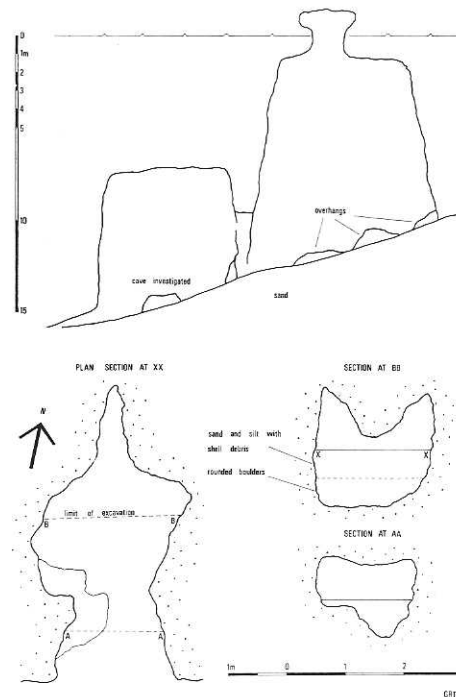 0
1m
2
3
4
5
10
15
overhangs
cave investigated
sand
PLAN SECTION AT XX
N
limit of excavation
B B
A A
SECTION AT BB
sand and silt with
shell debris
rounded boulders
X X
SECTION AT AA
1m 0 1 2